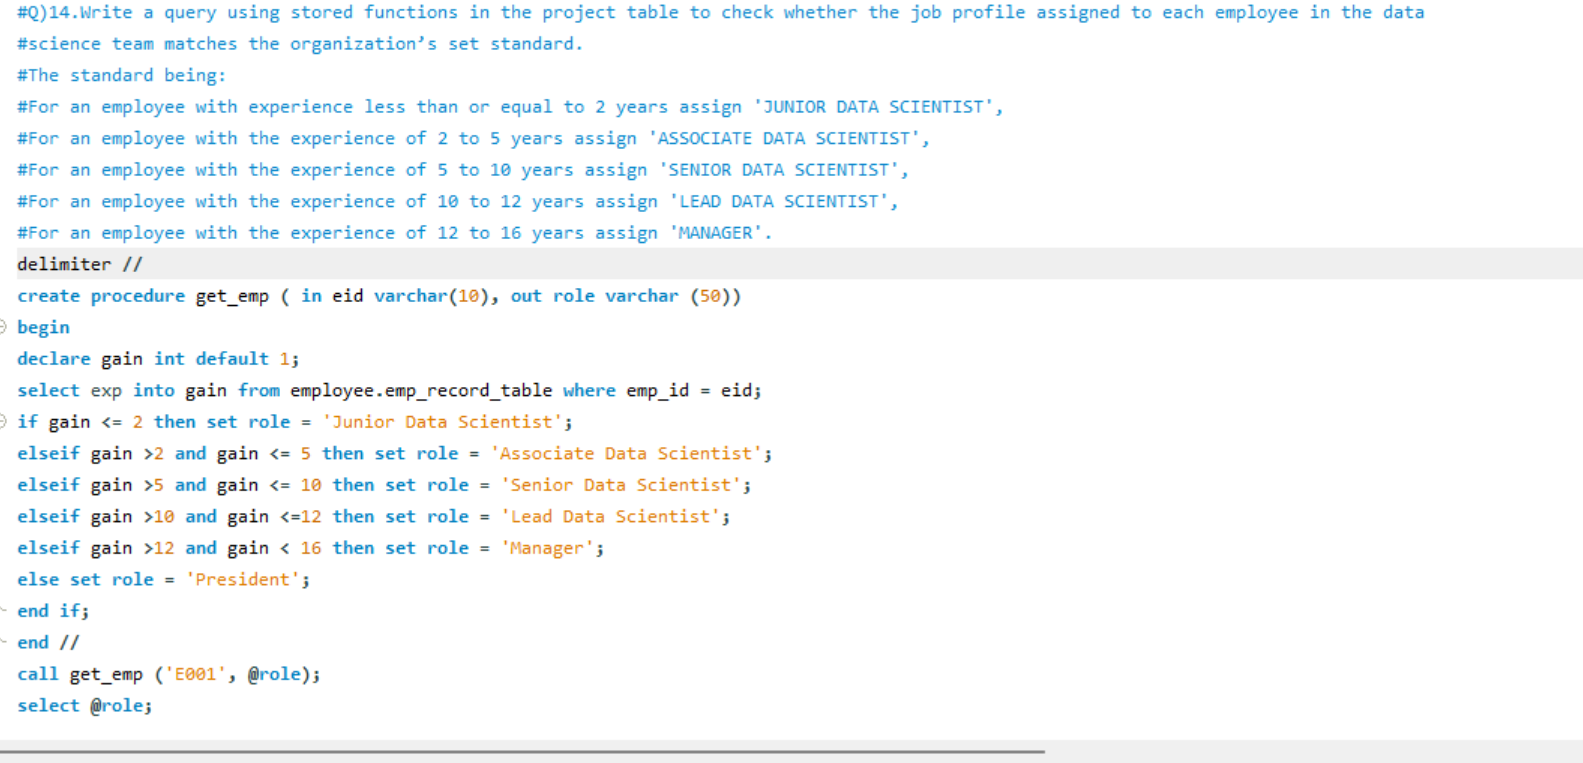 #Q)14.Write a query using stored functions in the project table to check whether the job profile assigned to each employee in the data
#science team matches the organization’s set standard.
#The standard being:
#For an employee with experience less than or equal to 2 years assign 'JUNIOR DATA SCIENTIST',
#For an employee with the experience of 2 to 5 years assign 'ASSOCIATE DATA SCIENTIST',
#For an employee with the experience of 5 to 10 years assign 'SENIOR DATA SCIENTIST',
#For an employee with the experience of 10 to 12 years assign 'LEAD DATA SCIENTIST',
#For an employee with the experience of 12 to 16 years assign 'MANAGER'.
delimiter //
create procedure get_emp ( in eid varchar(10), out role varchar (50))
begin
declare gain int default 1;
select exp into gain from employee.emp_record_table where emp_id = eid;
if gain <= 2 then set role = 'Junior Data Scientist';
elseif gain >2 and gain <= 5 then set role = 'Associate Data Scientist';
elseif gain >5 and gain <= 10 then set role = 'Senior Data Scientist';
elseif gain >10 and gain <=12 then set role = 'Lead Data Scientist';
elseif gain >12 and gain < 16 then set role = 'Manager';
else set role = 'President';
end if;
end //
call get_emp ('E001', @role);
select @role;